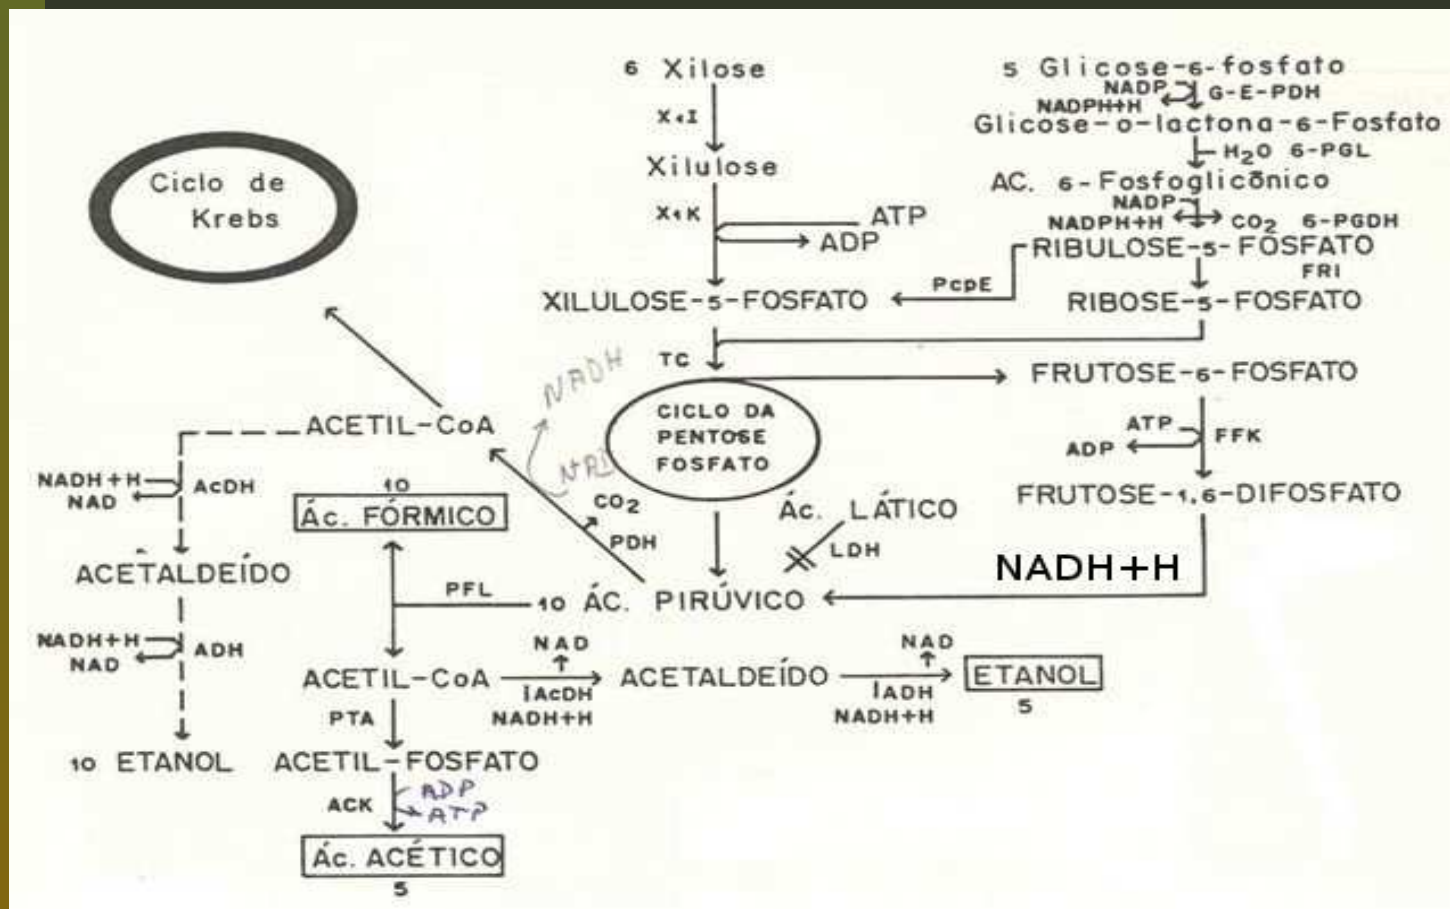 6 Xilose
X.I
Xilulose
X.K
ATP
ADP
XILULOSE-5-FOSFATO
PcpE
TC
5 Glicose-6-fosfato
NADP
NADPH+H
G-E-PDH
Glicose-o-lactona-6-Fosfato
H2O 6-PGL
AC. 6-Fosfoglicônico
NADP
NADPH+H
CO2 6-PGDH
RIBULOSE-5-FOSFATO
FRI
RIBOSE-5-FOSFATO
FRUTOSE-6-FOSFATO
ATP
ADP
FFK
FRUTOSE-1,6-DIFOSFATO
NADH+H
Ciclo de
Krebs
CICLO DA
PENTOSE
FOSFATO
NADH
ACETIL-CoA
CO2
PDH
Ác. LÁTICO
LDH
10 ÁC. PIRÚVICO
PFL
10
Ác. FÓRMICO
NADH+H
NAD
AcDH
ACETALDEÍDO
NADH+H
NAD
ADH
10 ETANOL
ACETIL-CoA
NAD
IAcDH
NADH+H
ACETALDEÍDO
NAD
IADH
NADH+H
ETANOL
5
PTA
ACETIL-FOSFATO
ACK
ADP
ATP
Ác. ACÉTICO
5